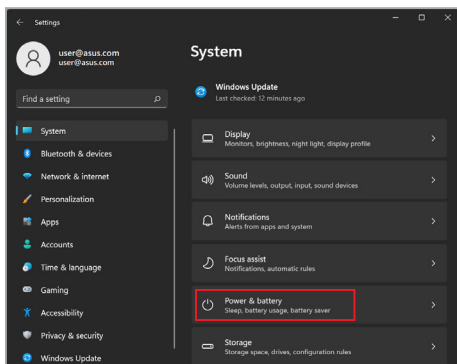 Settings
user@asus.com
user@asus.com
Find a setting
System
Bluetooth & devices
Network & internet
Personalization
Apps
Accounts
Time & language
Gaming
Accessibility
Privacy & security
Windows Update
System
Windows Update
Last checked: 12 minutes ago
Display
Monitors, brightness, night light, display profile
Sound
Volume levels, output, input, sound devices
Notifications
Alerts from apps and system
Focus assist
Notifications, automatic rules
Power & battery
Sleep, battery usage, battery saver
Storage
Storage space, drives, configuration rules